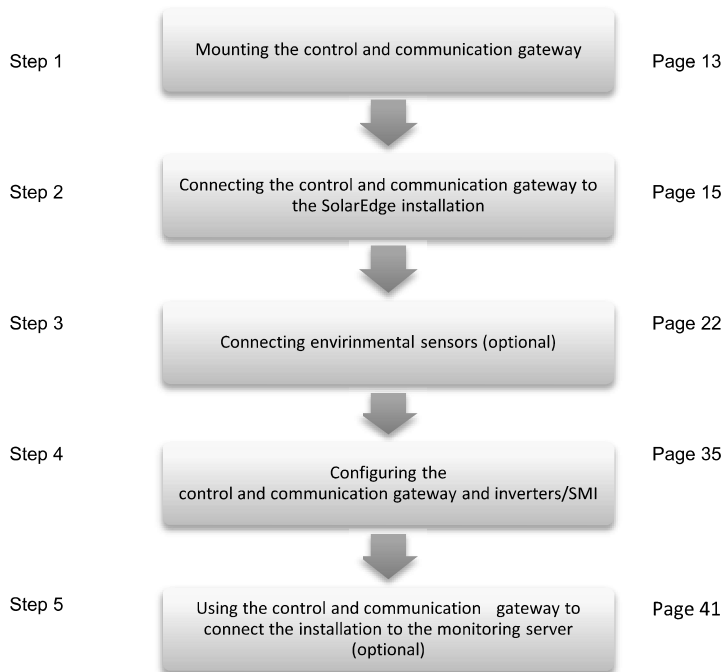 Step 1
Mounting the control and communication gateway
Page 13
Step 2
Connecting the control and communication gateway to
the SolarEdge installation
Page 15
Step 3
Connecting envirinmental sensors (optional)
Page 22
Step 4
Configuring the
control and communication gateway and inverters/SMI
Page 35
Step 5
Using the control and communication gateway to
connect the installation to the monitoring server
(optional)
Page 41